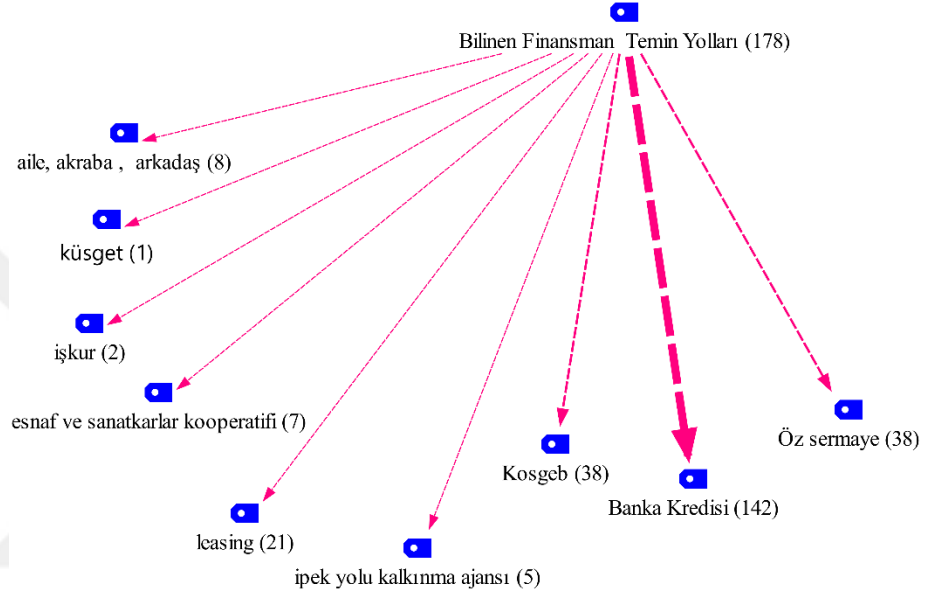 Bilinen Finansman Temin Yolları (178)
aile, akraba , arkadaş (8)
küsget (1)
işkur (2)
esnaf ve sanatkarlar kooperatifi (7)
leasing (21)
ipek yolu kalkınma ajansı (5)
Kosgeb (38)
Banka Kredisi (142)
Öz sermaye (38)